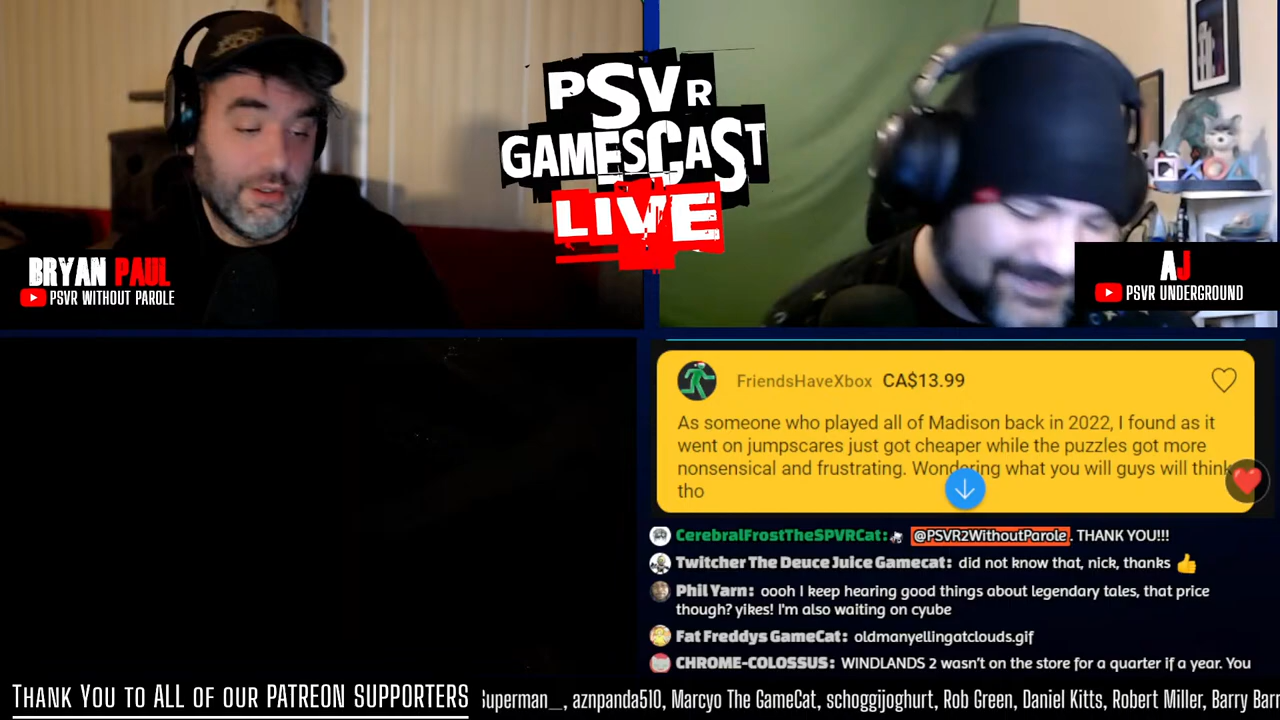 PSVR
GAMESCAST
LIVE
BRYAN PAUL
PSVR WITHOUT PAROLE
AJ
PSVR UNDERGROUND
FriendsHaveXbox CA$13.99
As someone who played all of Madison back in 2022, I found as it
went on jumpscares just got cheaper while the puzzles got more
nonsensical and frustrating. Wondering what you will guys will think
tho
CerebralFrostTheSPVRCat: @PSVR2WithoutParole. THANK YOU!!!
Twitcher The Deuce Juice Gamecat: did not know that, nick, thanks 👍
Phil Yarn: oooh I keep hearing good things about legendary tales, that price
though? yikes! I'm also waiting on cyube
Fat Freddys GameCat: oldmanyellingatclouds.gif
CHROME-COLOSSUS: WINDLANDS 2 wasn't on the store for a quarter if a year. You
THANK YOU TO ALL OF OUR PATREON SUPPORTERS
Superman__, aznpanda510, Marcyo The GameCat, schoggijoghurt, Rob Green, Daniel Kitts, Robert Miller, Barry Barr